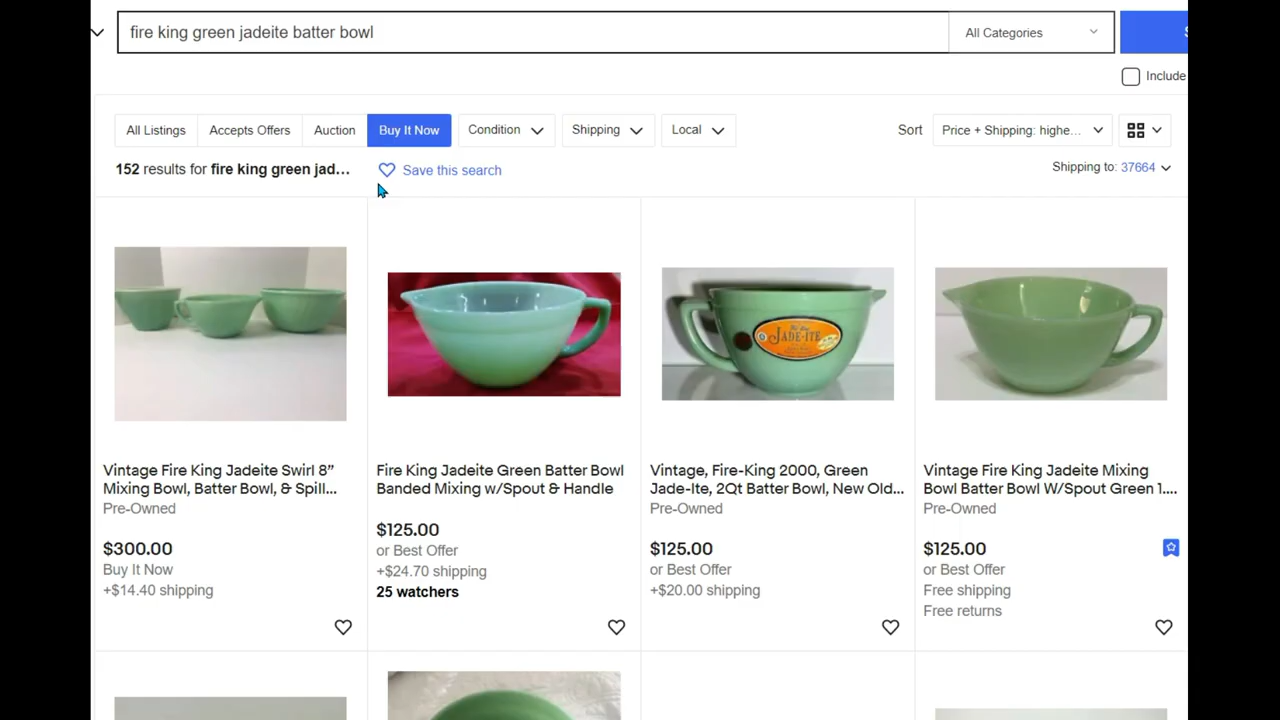 fire king green jadeite batter bowl
All Categories
Include
All Listings
Accepts Offers
Auction
Buy It Now
Condition
Shipping
Local
Sort
Price + Shipping: highe...
152 results for fire king green jad...
Save this search
Shipping to: 37664
JADE-ITE
Vintage Fire King Jadeite Swirl 8”
Mixing Bowl, Batter Bowl, & Spill...
Pre-Owned
$300.00
Buy It Now
+$14.40 shipping
Fire King Jadeite Green Batter Bowl
Banded Mixing w/Spout & Handle
$125.00
or Best Offer
+$24.70 shipping
25 watchers
Vintage, Fire-King 2000, Green
Jade-Ite, 2Qt Batter Bowl, New Old...
Pre-Owned
$125.00
or Best Offer
+$20.00 shipping
Vintage Fire King Jadeite Mixing
Bowl Batter Bowl W/Spout Green 1....
Pre-Owned
$125.00
or Best Offer
Free shipping
Free returns